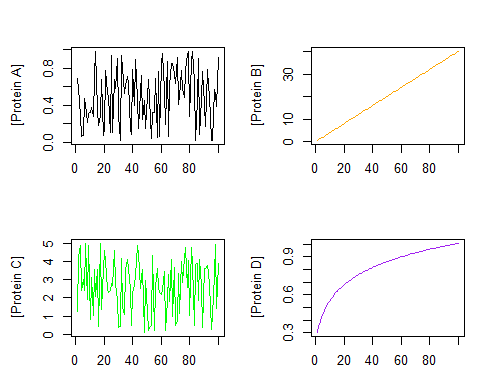 [Protein A]
0.0 0.4 0.8
0 20 40 60 80
[Protein B]
0 10 30
0 20 40 60 80
[Protein C]
0 1 2 3 4 5
0 20 40 60 80
[Protein D]
0.3 0.6 0.9
0 20 40 60 80